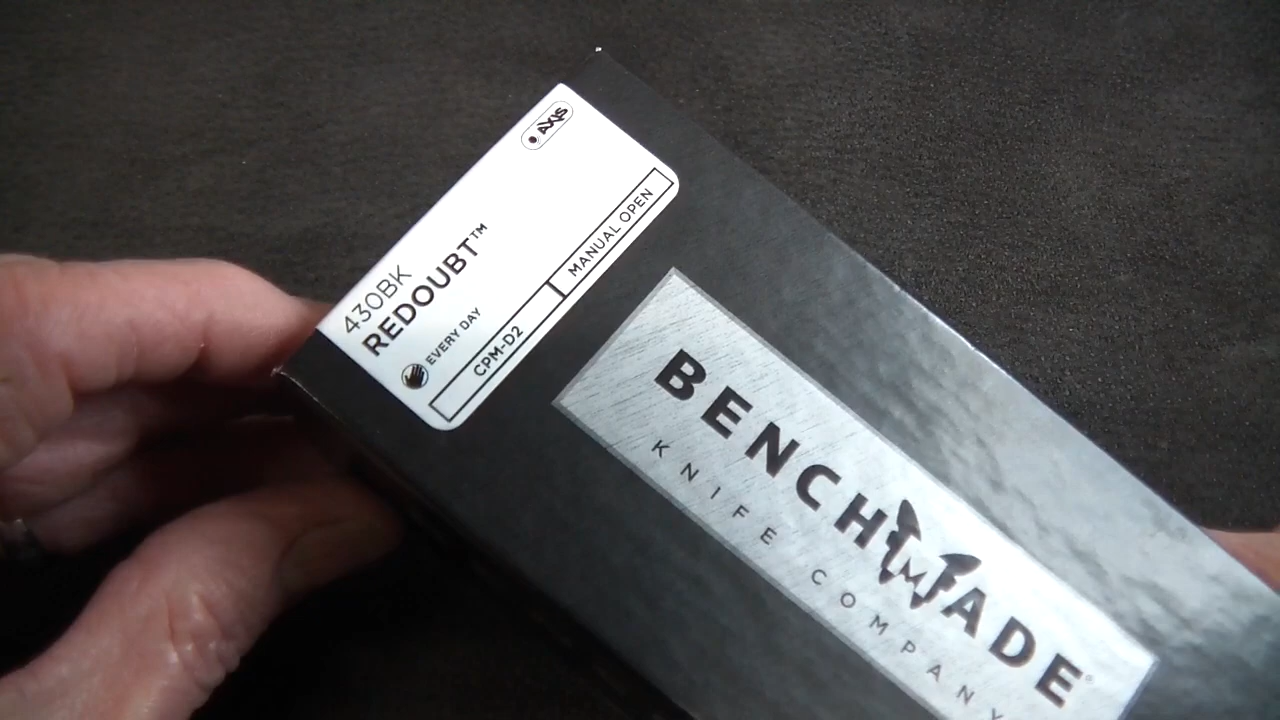 AXIS
430BK
REDOUBT™
EVERY DAY
CPM-D2
MANUAL OPEN
BENCHMADE®
KNIFE COMPANY